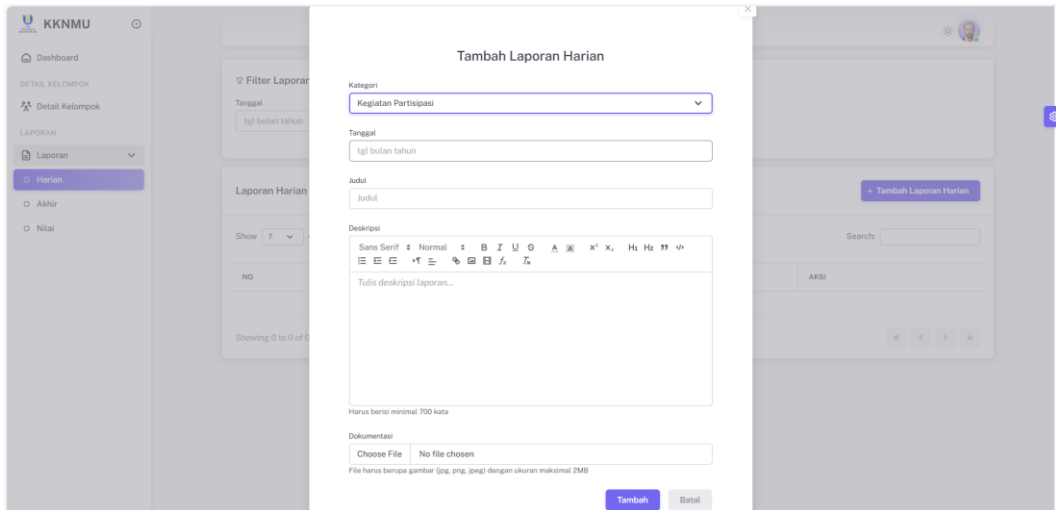 KKNMU
Dashboard
DETAIL KELOMPOK
Detail Kelompok
LAPORAN
Laporan
Harian
Akhir
Nilai
Filter Laporan
Tanggal
tgl bulan tahun
Laporan Harian
+ Tambah Laporan Harian
Show 7
Search:
NO
AKSI
Showing 0 to 0 of 0
Tambah Laporan Harian
Kategori
Kegiatan Partisipasi
Tanggal
tgl bulan tahun
Judul
Judul
Deskripsi
Sans Serif Normal B I U S A A X² X₂ H₁ H₂
Tulis deskripsi laporan...
Harus berisi minimal 700 kata
Dokumentasi
Choose File No file chosen
File harus berupa gambar (jpg, png, jpeg) dengan ukuran maksimal 2MB
Tambah Batal